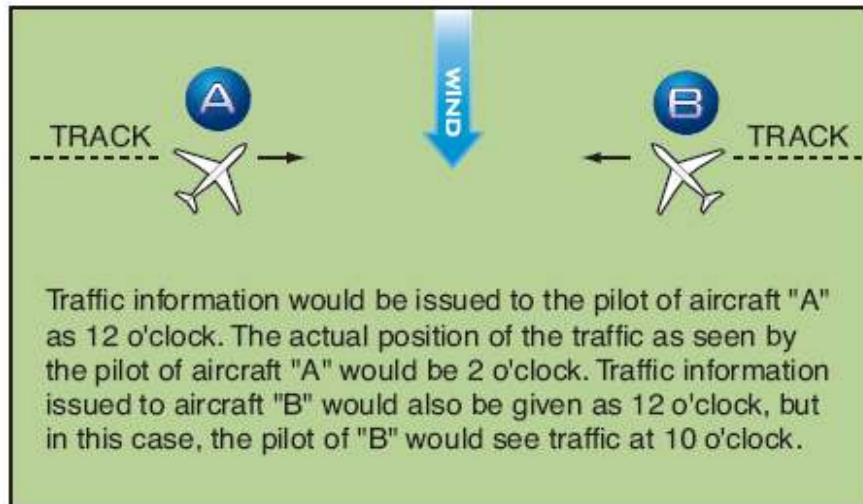 A
WIND
B
TRACK
TRACK
Traffic information would be issued to the pilot of aircraft "A"
as 12 o'clock. The actual position of the traffic as seen by
the pilot of aircraft "A" would be 2 o'clock. Traffic information
issued to aircraft "B" would also be given as 12 o'clock, but
in this case, the pilot of "B" would see traffic at 10 o'clock.